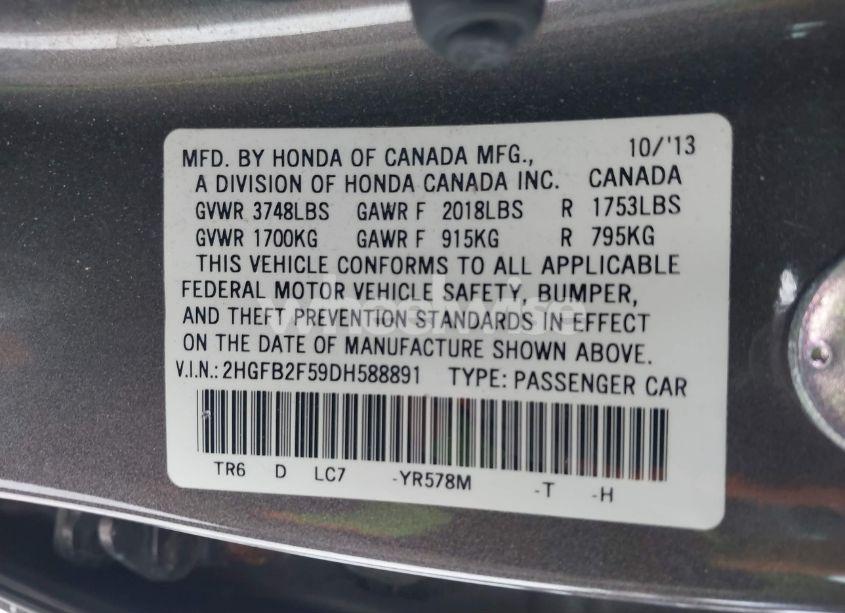 MFD. BY HONDA OF CANADA MFG., 10/'13
A DIVISION OF HONDA CANADA INC. CANADA
GVWR 3748LBS GAWR F 2018LBS R 1753LBS
GVWR 1700KG GAWR F 915KG R 795KG
THIS VEHICLE CONFORMS TO ALL APPLICABLE
FEDERAL MOTOR VEHICLE SAFETY, BUMPER,
AND THEFT PREVENTION STANDARDS IN EFFECT
ON THE DATE OF MANUFACTURE SHOWN ABOVE.
V.I.N.: 2HGFB2F59DH588891 TYPE: PASSENGER CAR
TR6 D LC7 -YR578M -T -H